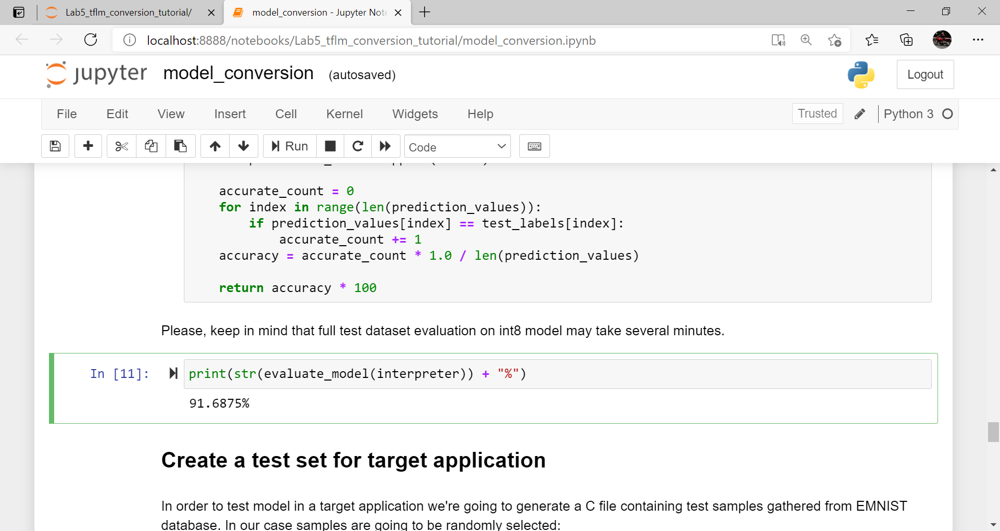 Lab5_tflm_conversion_tutorial/
model_conversion - Jupyter Note
localhost:8888/notebooks/Lab5_tflm_conversion_tutorial/model_conversion.ipynb
jupyter model_conversion (autosaved)
Logout
File Edit View Insert Cell Kernel Widgets Help
Trusted Python 3
Run Code
accurate_count = 0
for index in range(len(prediction_values)):
if prediction_values[index] == test_labels[index]:
accurate_count += 1
accuracy = accurate_count * 1.0 / len(prediction_values)
return accuracy * 100
Please, keep in mind that full test dataset evaluation on int8 model may take several minutes.
In [11]: print(str(evaluate_model(interpreter)) + "%")
91.6875%
Create a test set for target application
In order to test model in a target application we're going to generate a C file containing test samples gathered from EMNIST
database. In our case samples are going to be randomly selected: